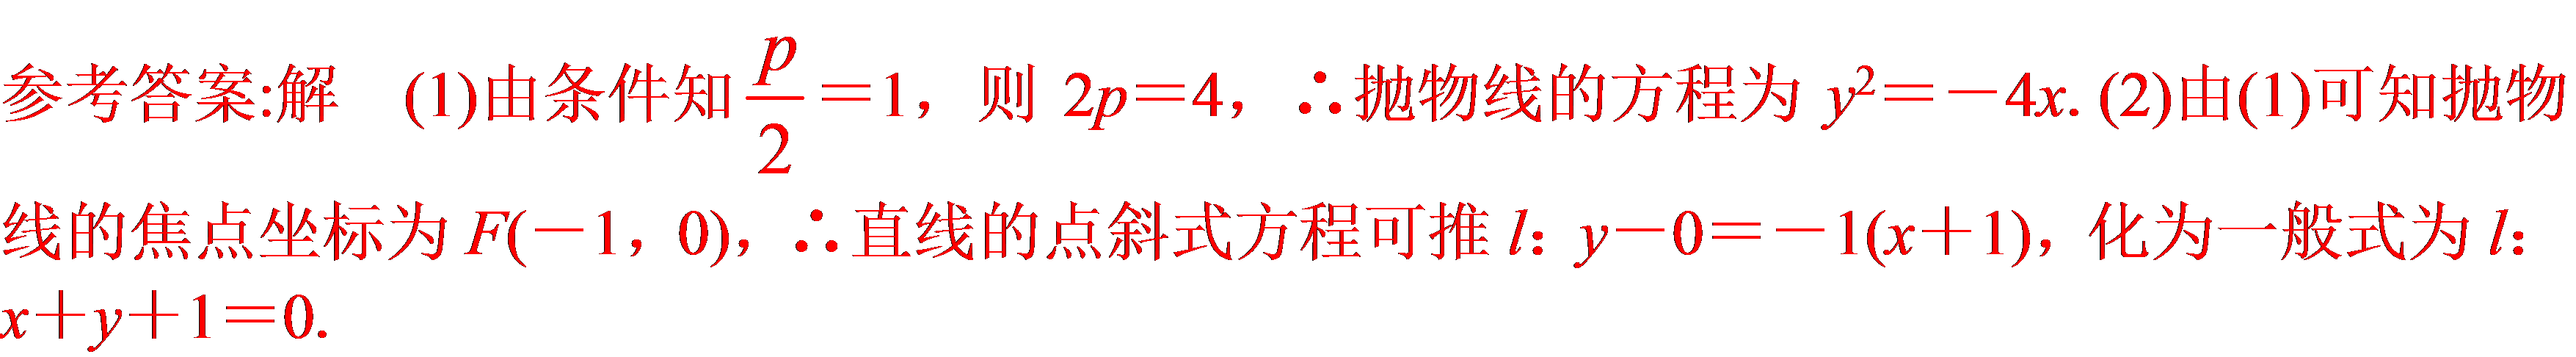 参考答案:解　(1)由条件知 p/2＝1，则 2p＝4，∴抛物线的方程为 y²＝－4x. (2)由(1)可知抛物
线的焦点坐标为 F(－1，0)，∴直线的点斜式方程可推 l：y－0＝－1(x＋1)，化为一般式为 l：
x＋y＋1＝0.